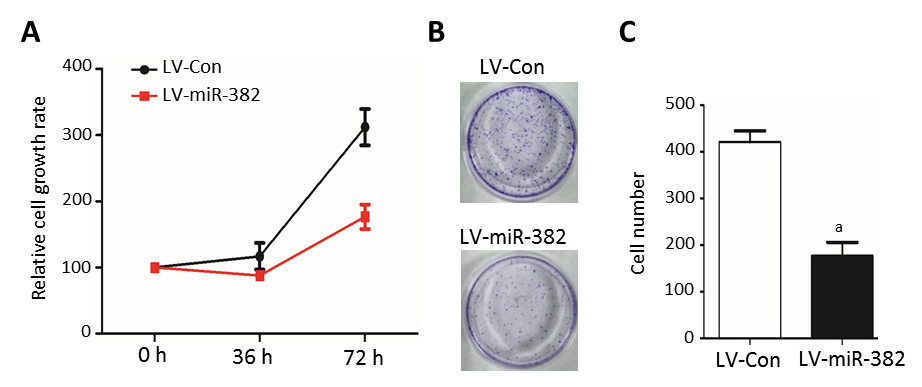 A
Relative cell growth rate
400
300
200
100
0
LV-Con
LV-miR-382
0 h
36 h
72 h
B
LV-Con
LV-miR-382
C
Cell number
500
400
300
200
100
0
a
LV-Con
LV-miR-382